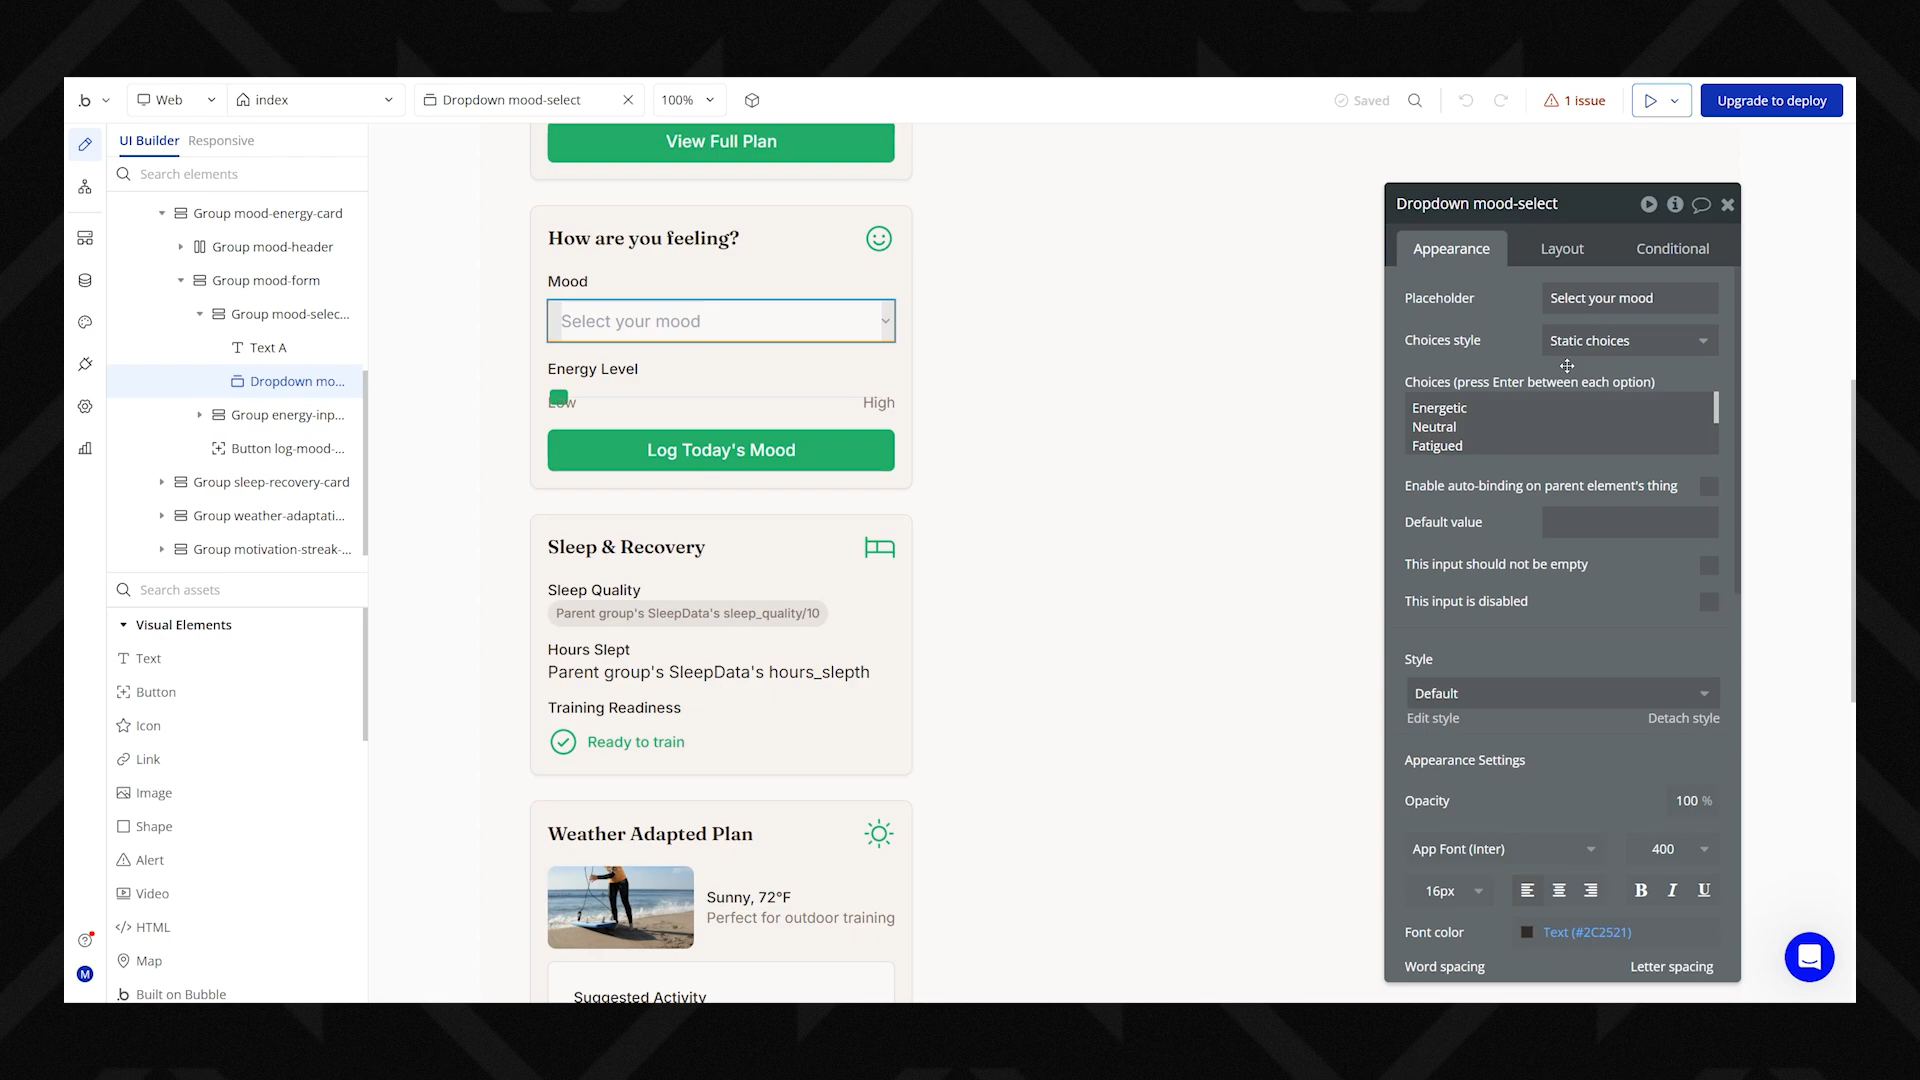 Web
index
Dropdown mood-select
100%
Saved
1 issue
Upgrade to deploy
UI Builder
Responsive
Search elements
Group mood-energy-card
Group mood-header
Group mood-form
Group mood-selec...
Text A
Dropdown mo...
Group energy-inp...
Button log-mood-...
Group sleep-recovery-card
Group weather-adaptati...
Group motivation-streak-...
Search assets
Visual Elements
Text
Button
Icon
Link
Image
Shape
Alert
Video
HTML
Map
Built on Bubble
M
View Full Plan
How are you feeling?
Mood
Select your mood
Energy Level
Low
High
Log Today's Mood
Sleep & Recovery
Sleep Quality
Parent group's SleepData's sleep_quality/10
Hours Slept
Parent group's SleepData's hours_slepth
Training Readiness
Ready to train
Weather Adapted Plan
Sunny, 72°F
Perfect for outdoor training
Suggested Activity
Dropdown mood-select
Appearance
Layout
Conditional
Placeholder
Select your mood
Choices style
Static choices
Choices (press Enter between each option)
Energetic
Neutral
Fatigued
Enable auto-binding on parent element's thing
Default value
This input should not be empty
This input is disabled
Style
Default
Edit style
Detach style
Appearance Settings
Opacity
100 %
App Font (Inter)
400
16px
B I U
Font color
Text (#2C2521)
Word spacing
Letter spacing